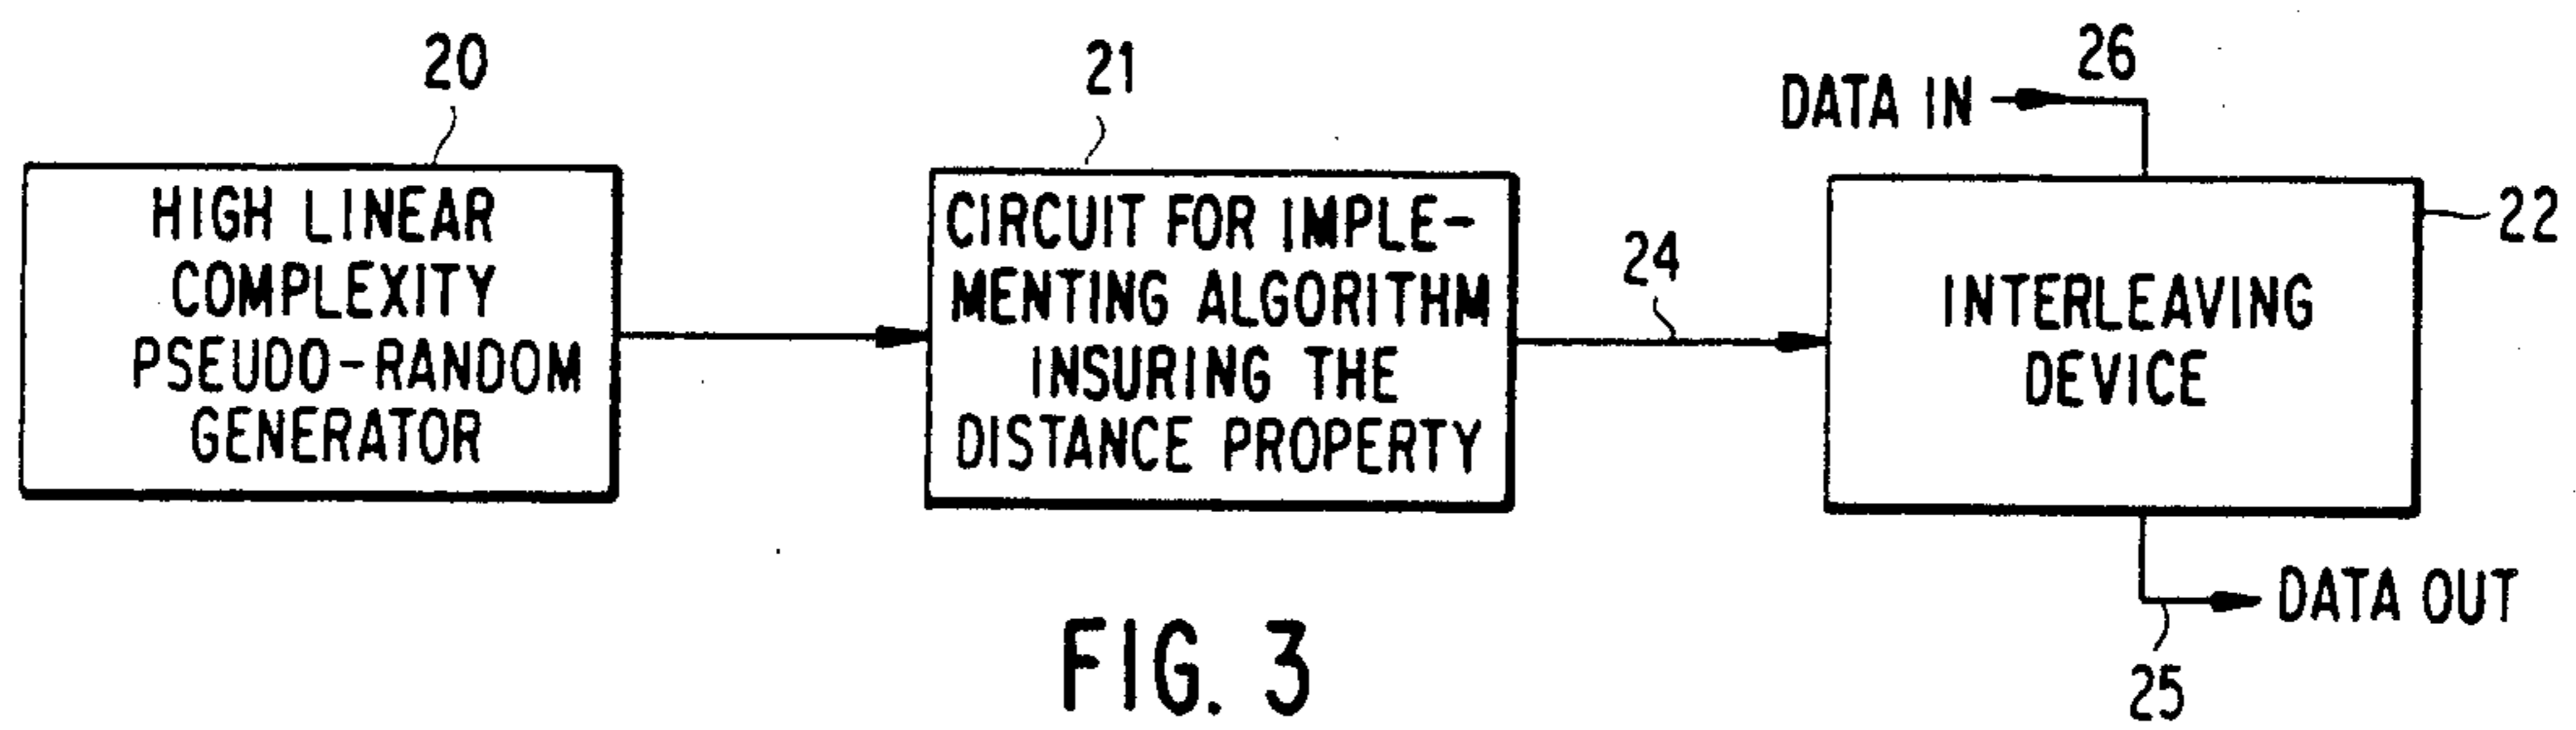 20
HIGH LINEAR
COMPLEXITY
PSEUDO-RANDOM
GENERATOR
21
CIRCUIT FOR IMPLE-
MENTING ALGORITHM
INSURING THE
DISTANCE PROPERTY
24
DATA IN
26
22
INTERLEAVING
DEVICE
DATA OUT
25
FIG. 3